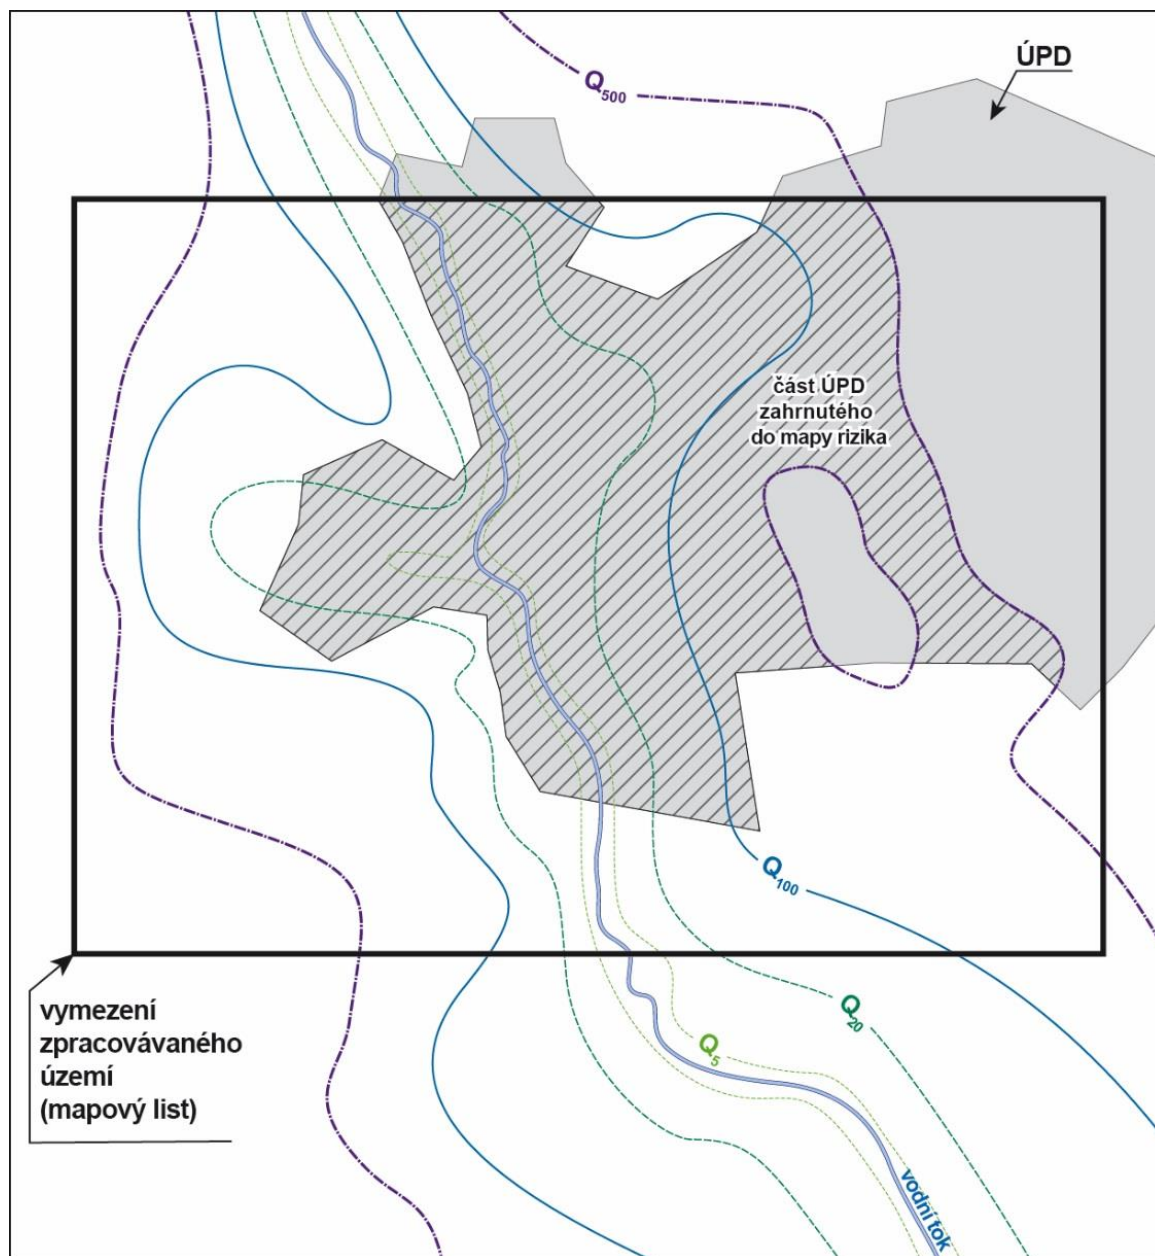 ÚPD
Q500
část ÚPD
zahrnutého
do mapy rizika
Q100
vymezení
zpracovávaného
území
(mapový list)
Q20
Q5
vodní tok